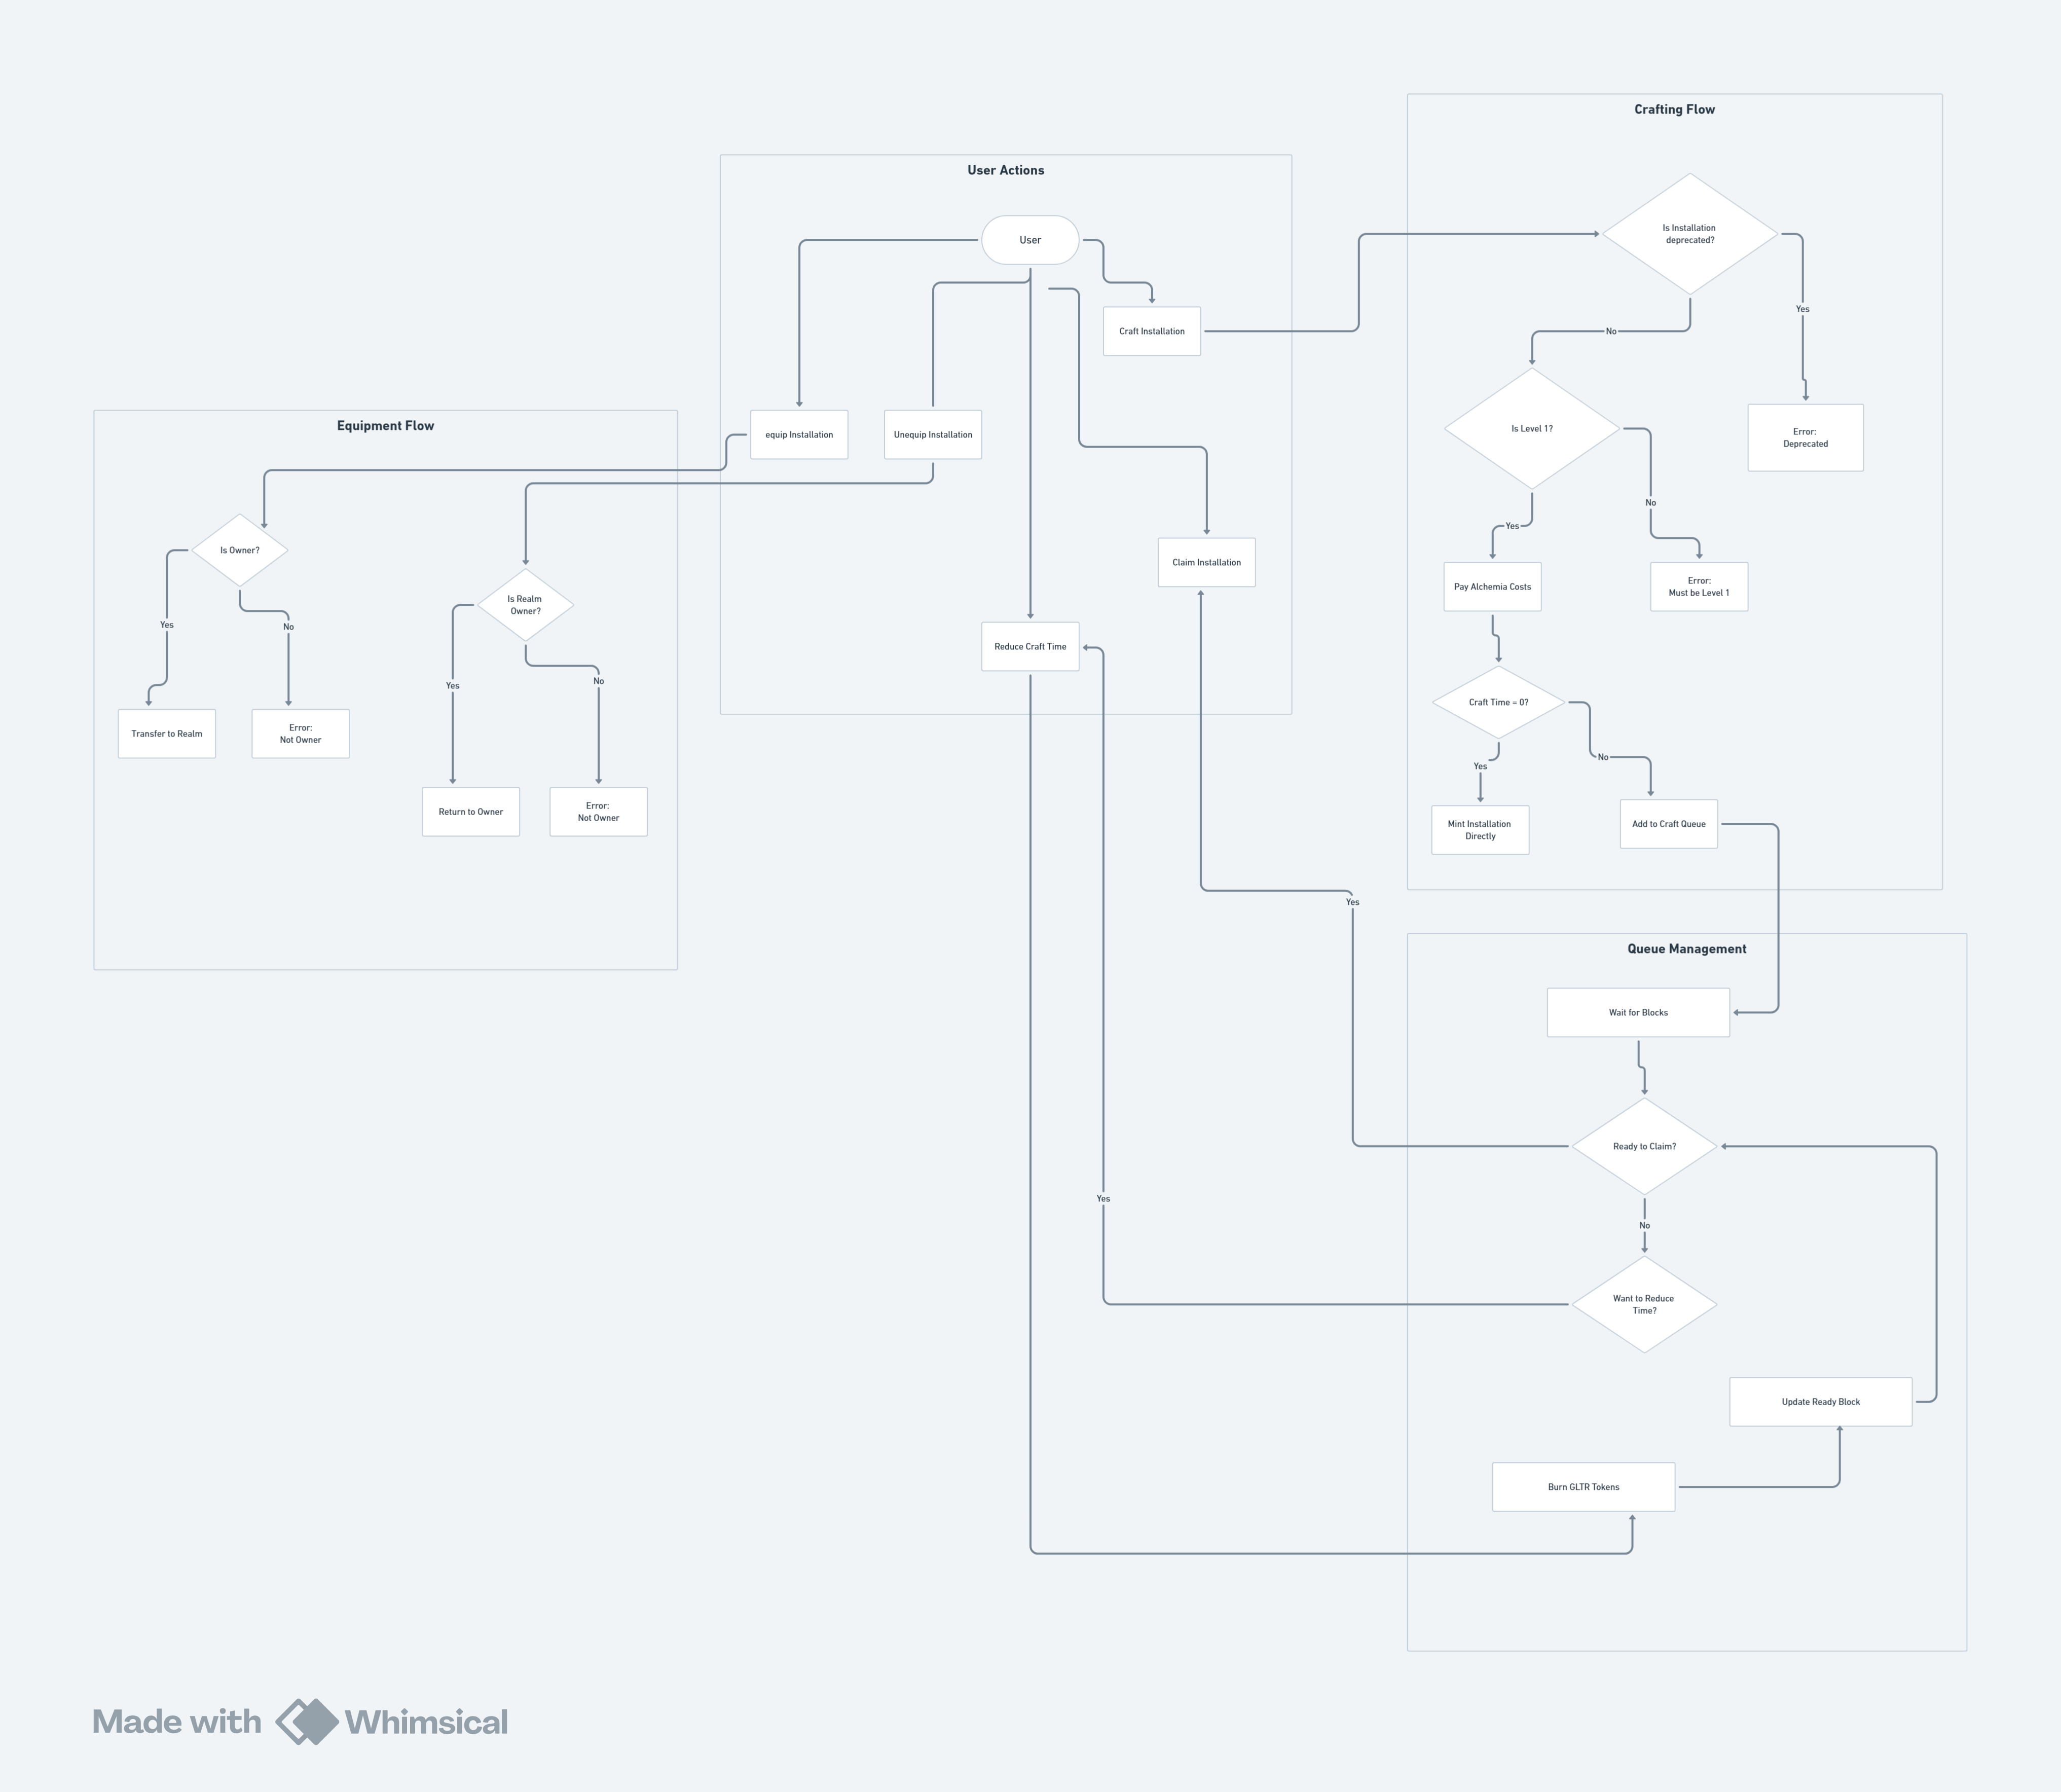 Crafting Flow
Is Installation
deprecated?
Yes
No
Is Level 1?
Error:
Deprecated
No
Yes
Pay Alchemia Costs
Error:
Must be Level 1
Craft Time = 0?
Yes
No
Mint Installation
Directly
Add to Craft Queue
User Actions
User
Craft Installation
equip Installation
Unequip Installation
Claim Installation
Reduce Craft Time
Equipment Flow
Is Owner?
Yes
No
Transfer to Realm
Error:
Not Owner
Is Realm
Owner?
Yes
No
Return to Owner
Error:
Not Owner
Yes
Yes
Queue Management
Wait for Blocks
Ready to Claim?
No
Want to Reduce
Time?
Update Ready Block
Burn GLTR Tokens
Made with Whimsical